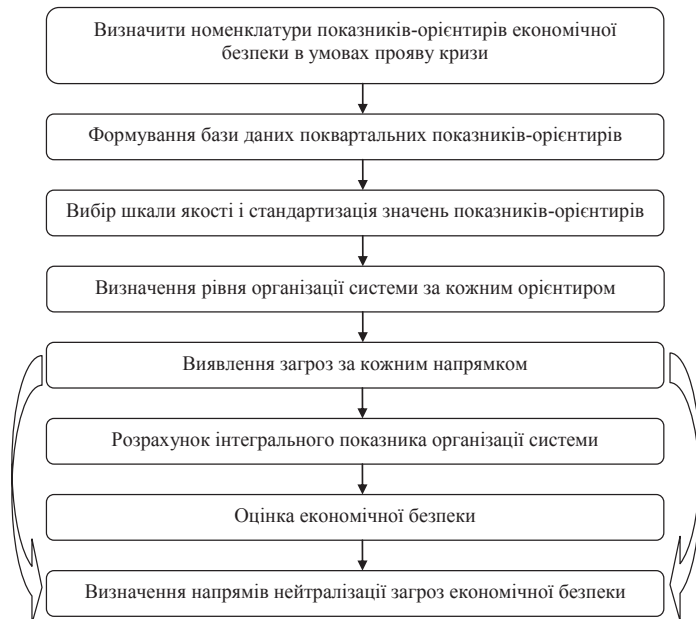 Визначити номенклатури показників-орієнтирів економічної
безпеки в умовах прояву кризи
Формування бази даних поквартальних показників-орієнтирів
Вибір шкали якості і стандартизація значень показників-орієнтирів
Визначення рівня організації системи за кожним орієнтиром
Виявлення загроз за кожним напрямком
Розрахунок інтегрального показника організації системи
Оцінка економічної безпеки
Визначення напрямів нейтралізації загроз економічної безпеки